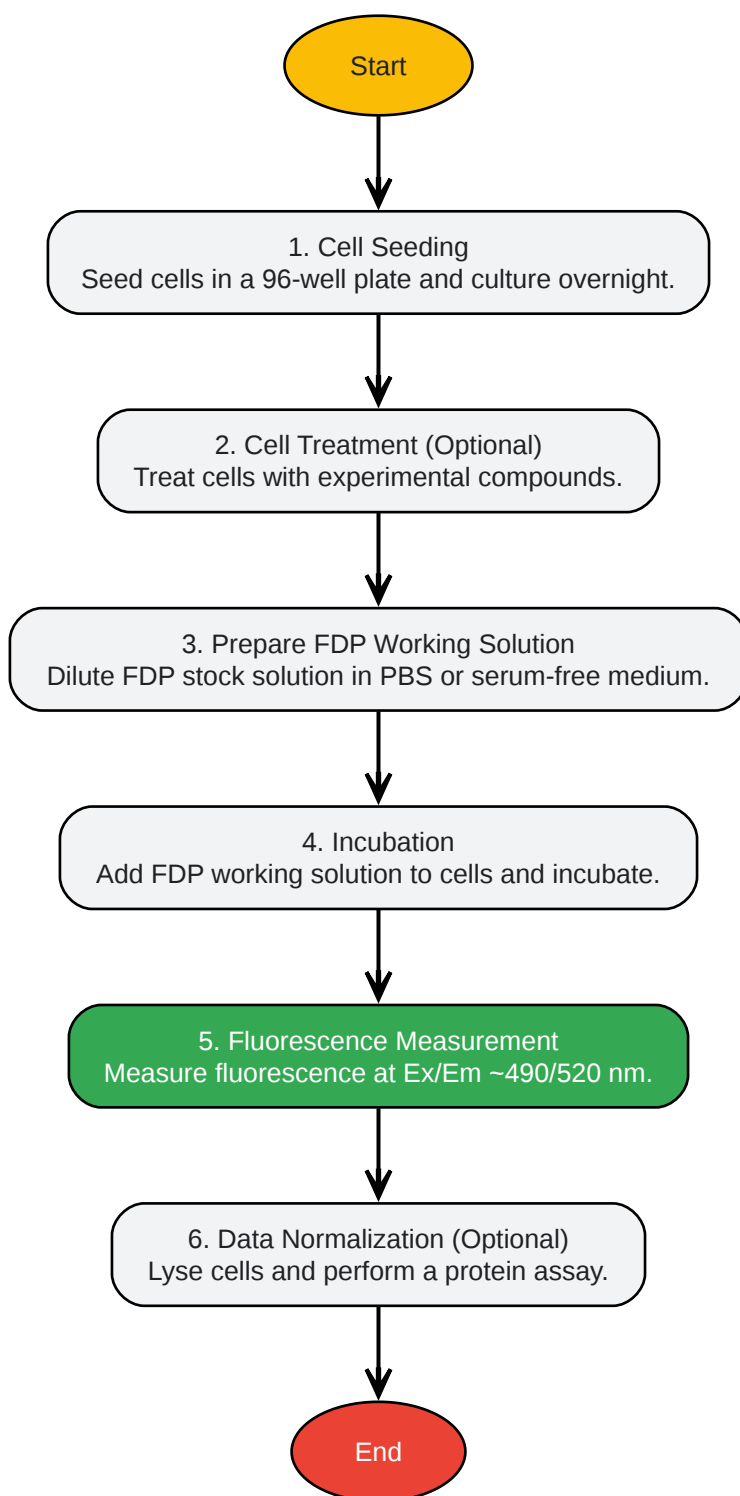 Start
1. Cell Seeding
Seed cells in a 96-well plate and culture overnight.
2. Cell Treatment (Optional)
Treat cells with experimental compounds.
3. Prepare FDP Working Solution
Dilute FDP stock solution in PBS or serum-free medium.
4. Incubation
Add FDP working solution to cells and incubate.
5. Fluorescence Measurement
Measure fluorescence at Ex/Em ~490/520 nm.
6. Data Normalization (Optional)
Lyse cells and perform a protein assay.
End